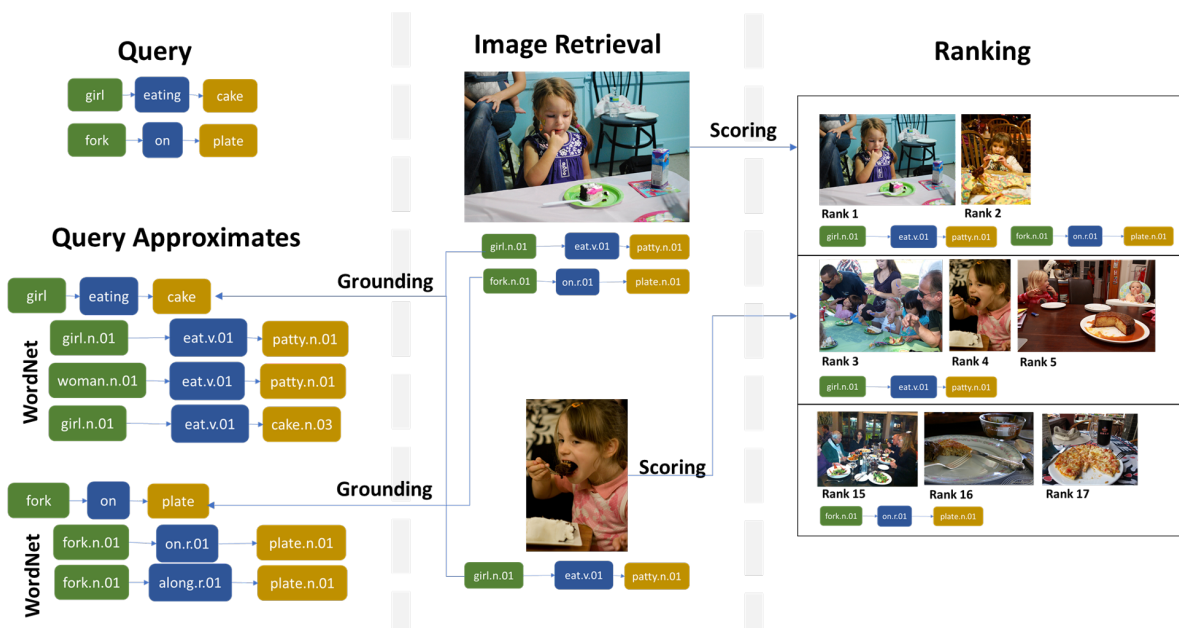 Query
girl eating cake
fork on plate
Query Approximates
girl eating cake
WordNet
girl.n.01 eat.v.01 patty.n.01
woman.n.01 eat.v.01 patty.n.01
girl.n.01 eat.v.01 cake.n.03
fork on plate
WordNet
fork.n.01 on.r.01 plate.n.01
fork.n.01 along.r.01 plate.n.01
Grounding
Grounding
Image Retrieval
girl.n.01 eat.v.01 patty.n.01
fork.n.01 on.r.01 plate.n.01
girl.n.01 eat.v.01 patty.n.01
Scoring
Scoring
Ranking
Rank 1 Rank 2
girl.n.01 eat.v.01 patty.n.01 fork.n.01 on.r.01 plate.n.01
Rank 3 Rank 4 Rank 5
girl.n.01 eat.v.01 patty.n.01
Rank 15 Rank 16 Rank 17
fork.n.01 on.r.01 plate.n.01